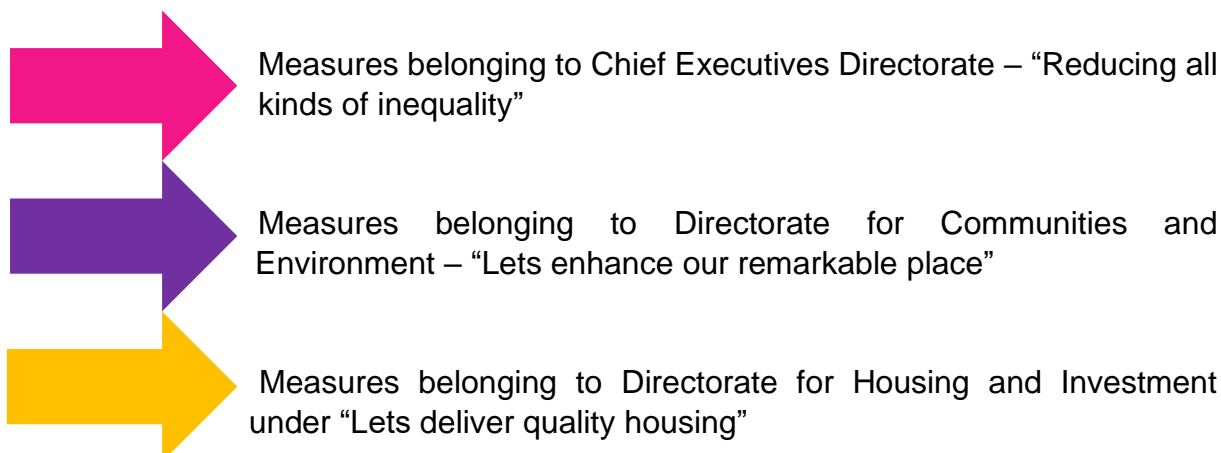 Measures belonging to Chief Executives Directorate – “Reducing all
kinds of inequality”
Measures belonging to Directorate for Communities and
Environment – “Lets enhance our remarkable place”
Measures belonging to Directorate for Housing and Investment
under “Lets deliver quality housing”